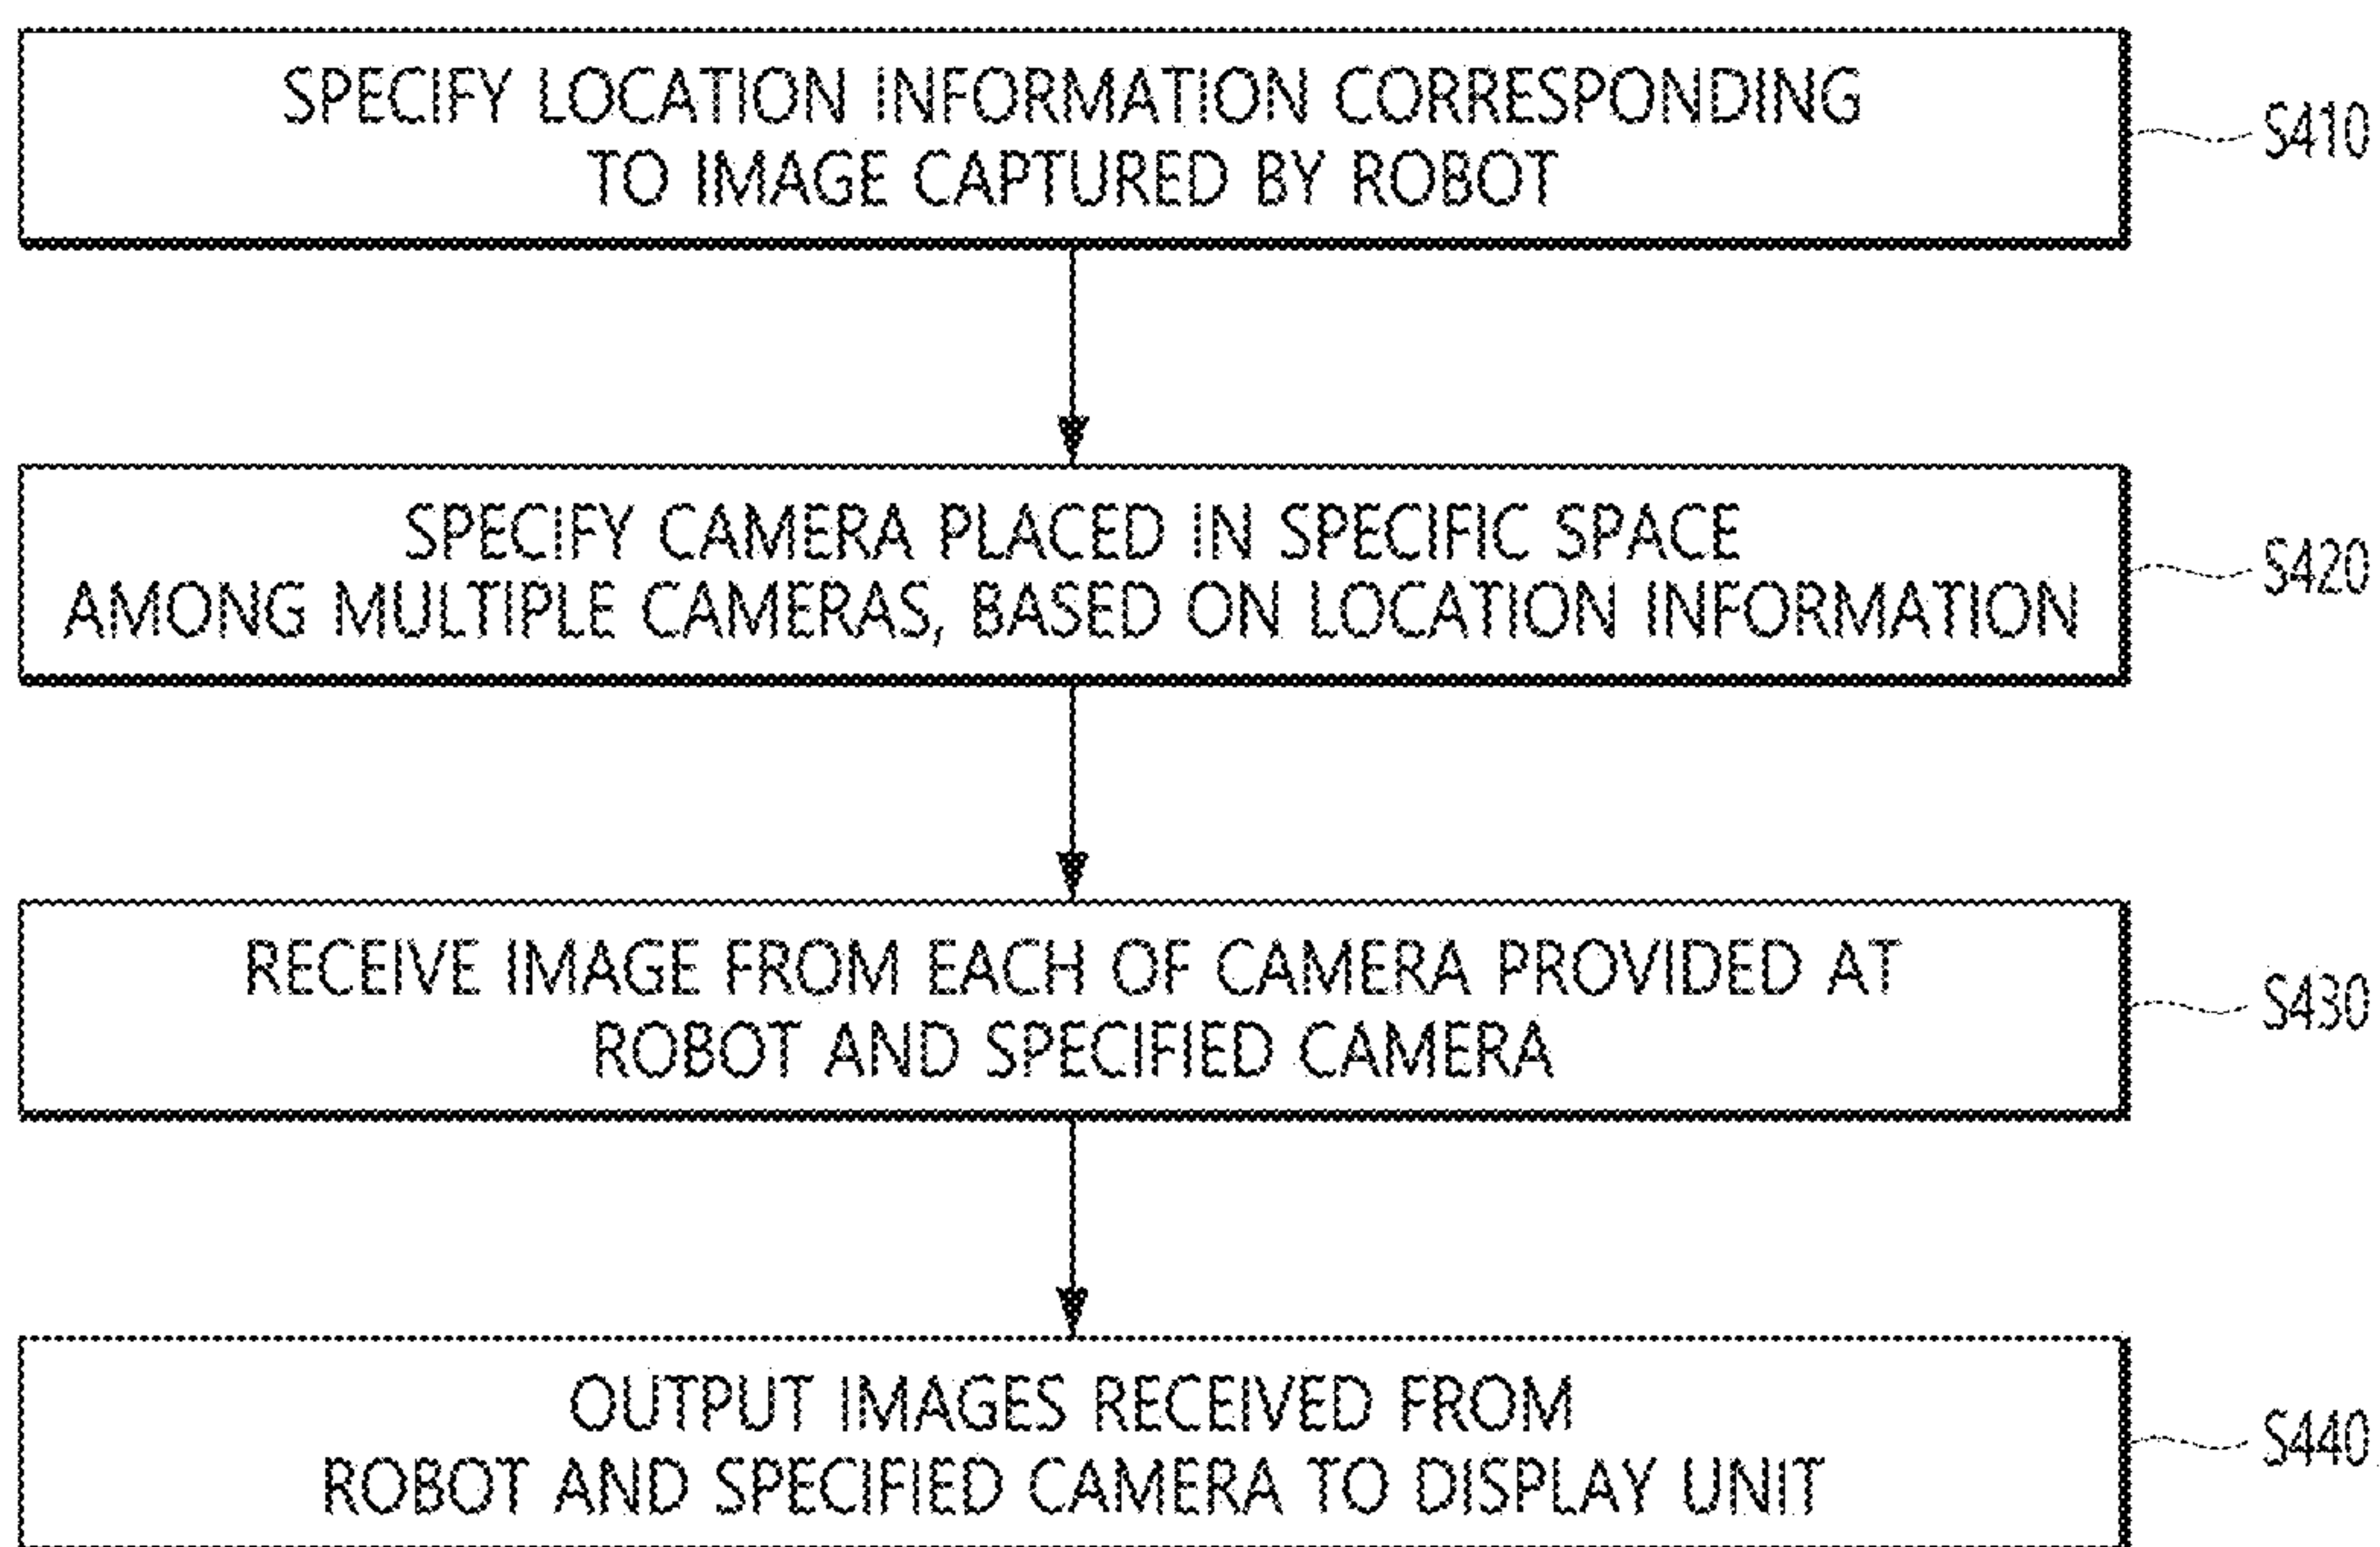 SPECIFY LOCATION INFORMATION CORRESPONDING
TO IMAGE CAPTURED BY ROBOT
S410
SPECIFY CAMERA PLACED IN SPECIFIC SPACE
AMONG MULTIPLE CAMERAS, BASED ON LOCATION INFORMATION
S420
RECEIVE IMAGE FROM EACH OF CAMERA PROVIDED AT
ROBOT AND SPECIFIED CAMERA
S430
OUTPUT IMAGES RECEIVED FROM
ROBOT AND SPECIFIED CAMERA TO DISPLAY UNIT
S440